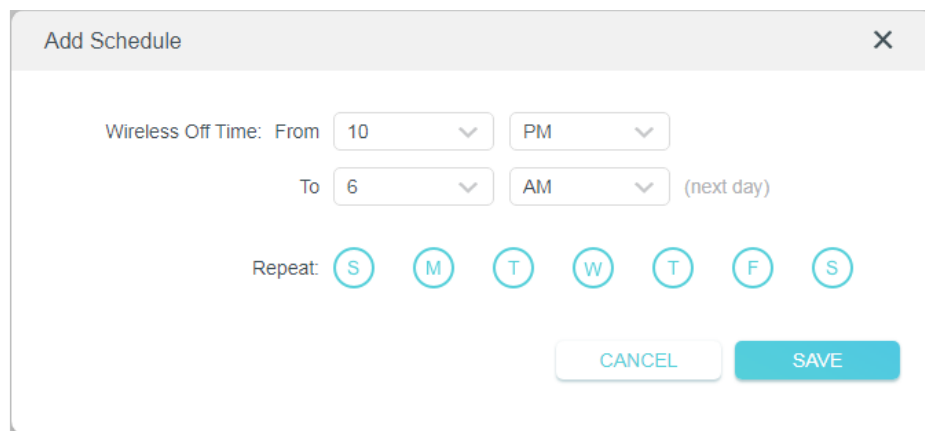 Add Schedule
Wireless Off Time: From 10 PM
To 6 AM (next day)
Repeat: S M T W T F S
CANCEL SAVE